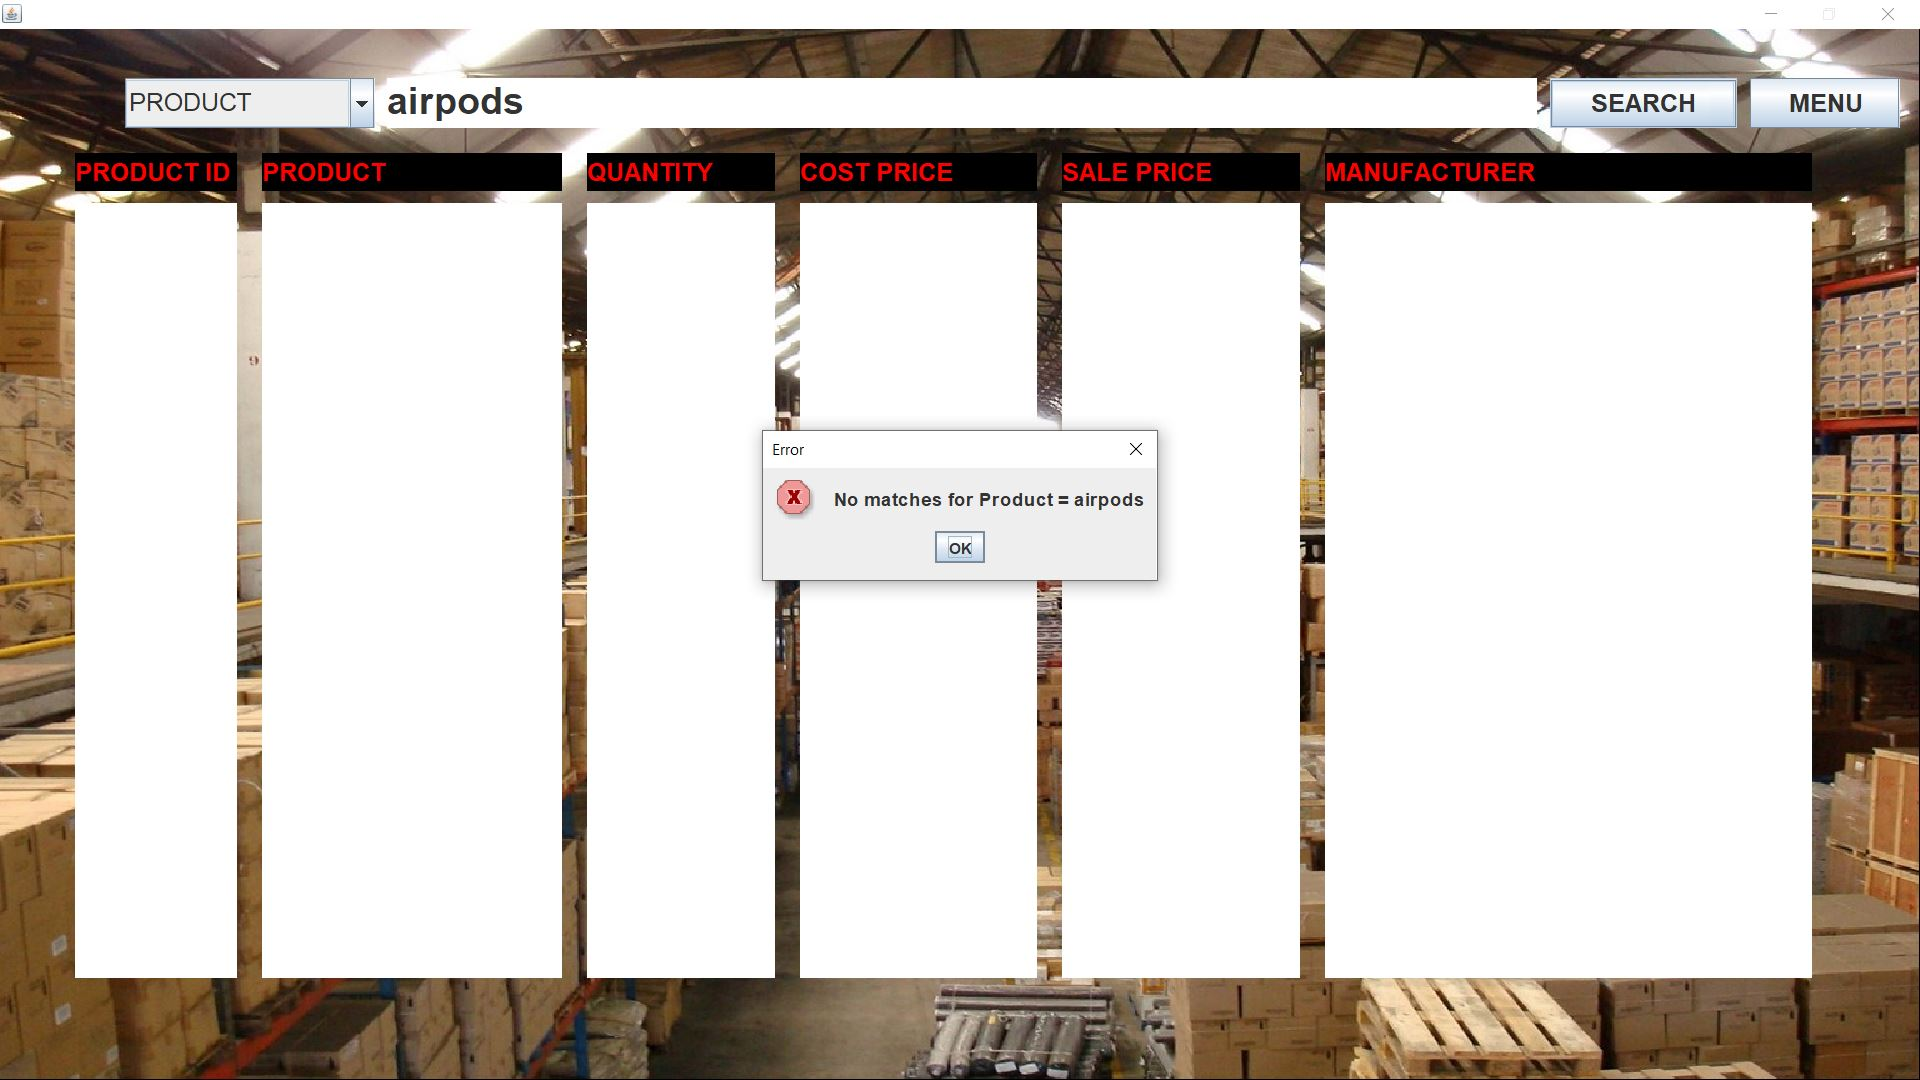 PRODUCT airpods SEARCH MENU
PRODUCT ID PRODUCT QUANTITY COST PRICE SALE PRICE MANUFACTURER
Error
No matches for Product = airpods
OK